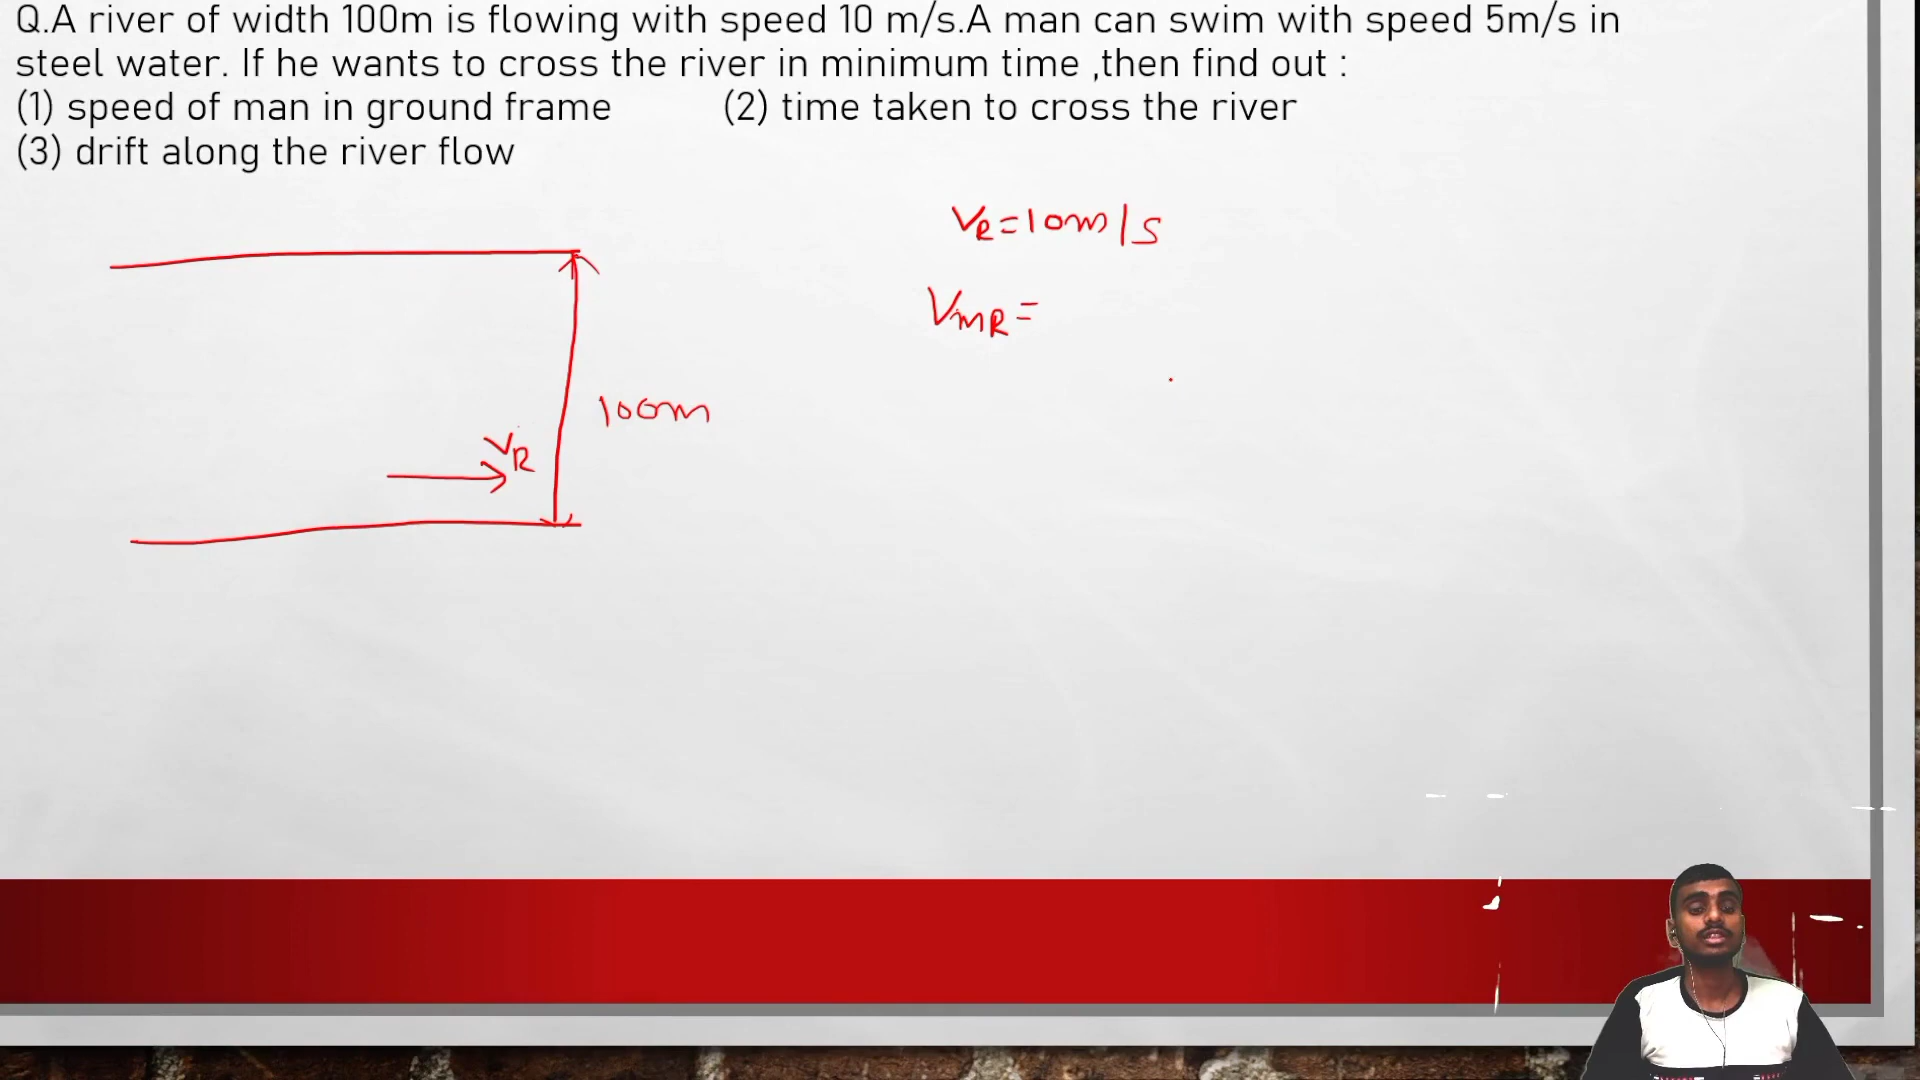 Q.A river of width 100m is flowing with speed 10 m/s.A man can swim with speed 5m/s in
steel water. If he wants to cross the river in minimum time ,then find out :
(1) speed of man in ground frame (2) time taken to cross the river
(3) drift along the river flow
VR=10m/s
VMR=
100m
VR